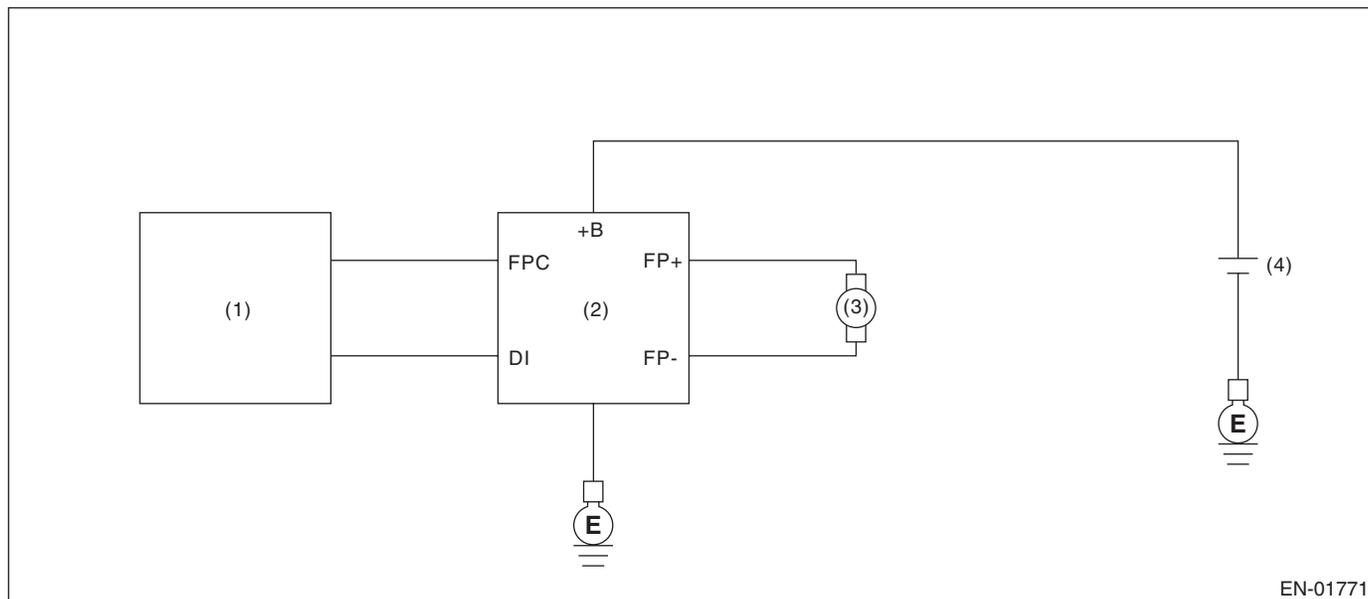 +B
FPC
FP+
(1)
(2)
(3)
(4)
DI
FP-
E
E
EN-01771